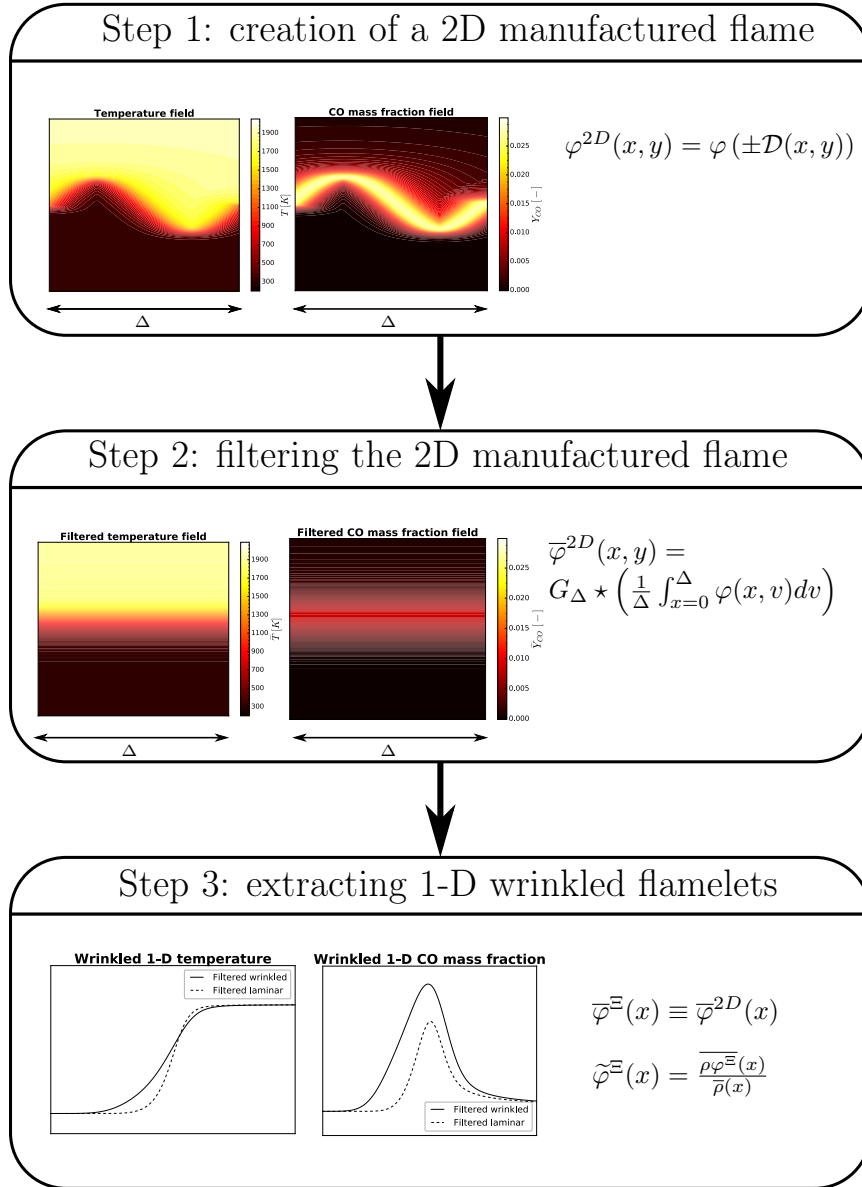 Step 1: creation of a 2D manufactured flame
Temperature field
CO mass fraction field
1900
1700
1500
1300
1100
900
700
500
300
T [K]
0.025
0.020
0.015
0.010
0.005
0.000
Y_{CO} [−]
φ^{2D}(x, y) = φ (±𝒟(x, y))
Δ
Δ
Step 2: filtering the 2D manufactured flame
Filtered temperature field
Filtered CO mass fraction field
1900
1700
1500
1300
1100
900
700
500
300
T̅ [K]
0.025
0.020
0.015
0.010
0.005
0.000
Y̅_{CO} [−]
φ̅^{2D}(x, y) =
G_Δ ⋆ (1/Δ ∫_{x=0}^{Δ} φ(x, v)dv)
Δ
Δ
Step 3: extracting 1-D wrinkled flamelets
Wrinkled 1-D temperature
Filtered wrinkled
Filtered laminar
Wrinkled 1-D CO mass fraction
Filtered wrinkled
Filtered laminar
φ̅^Ξ(x) ≡ φ̅^{2D}(x)
φ̃^Ξ(x) = \frac{\overline{ρφ^Ξ}(x)}{\overline{ρ}(x)}